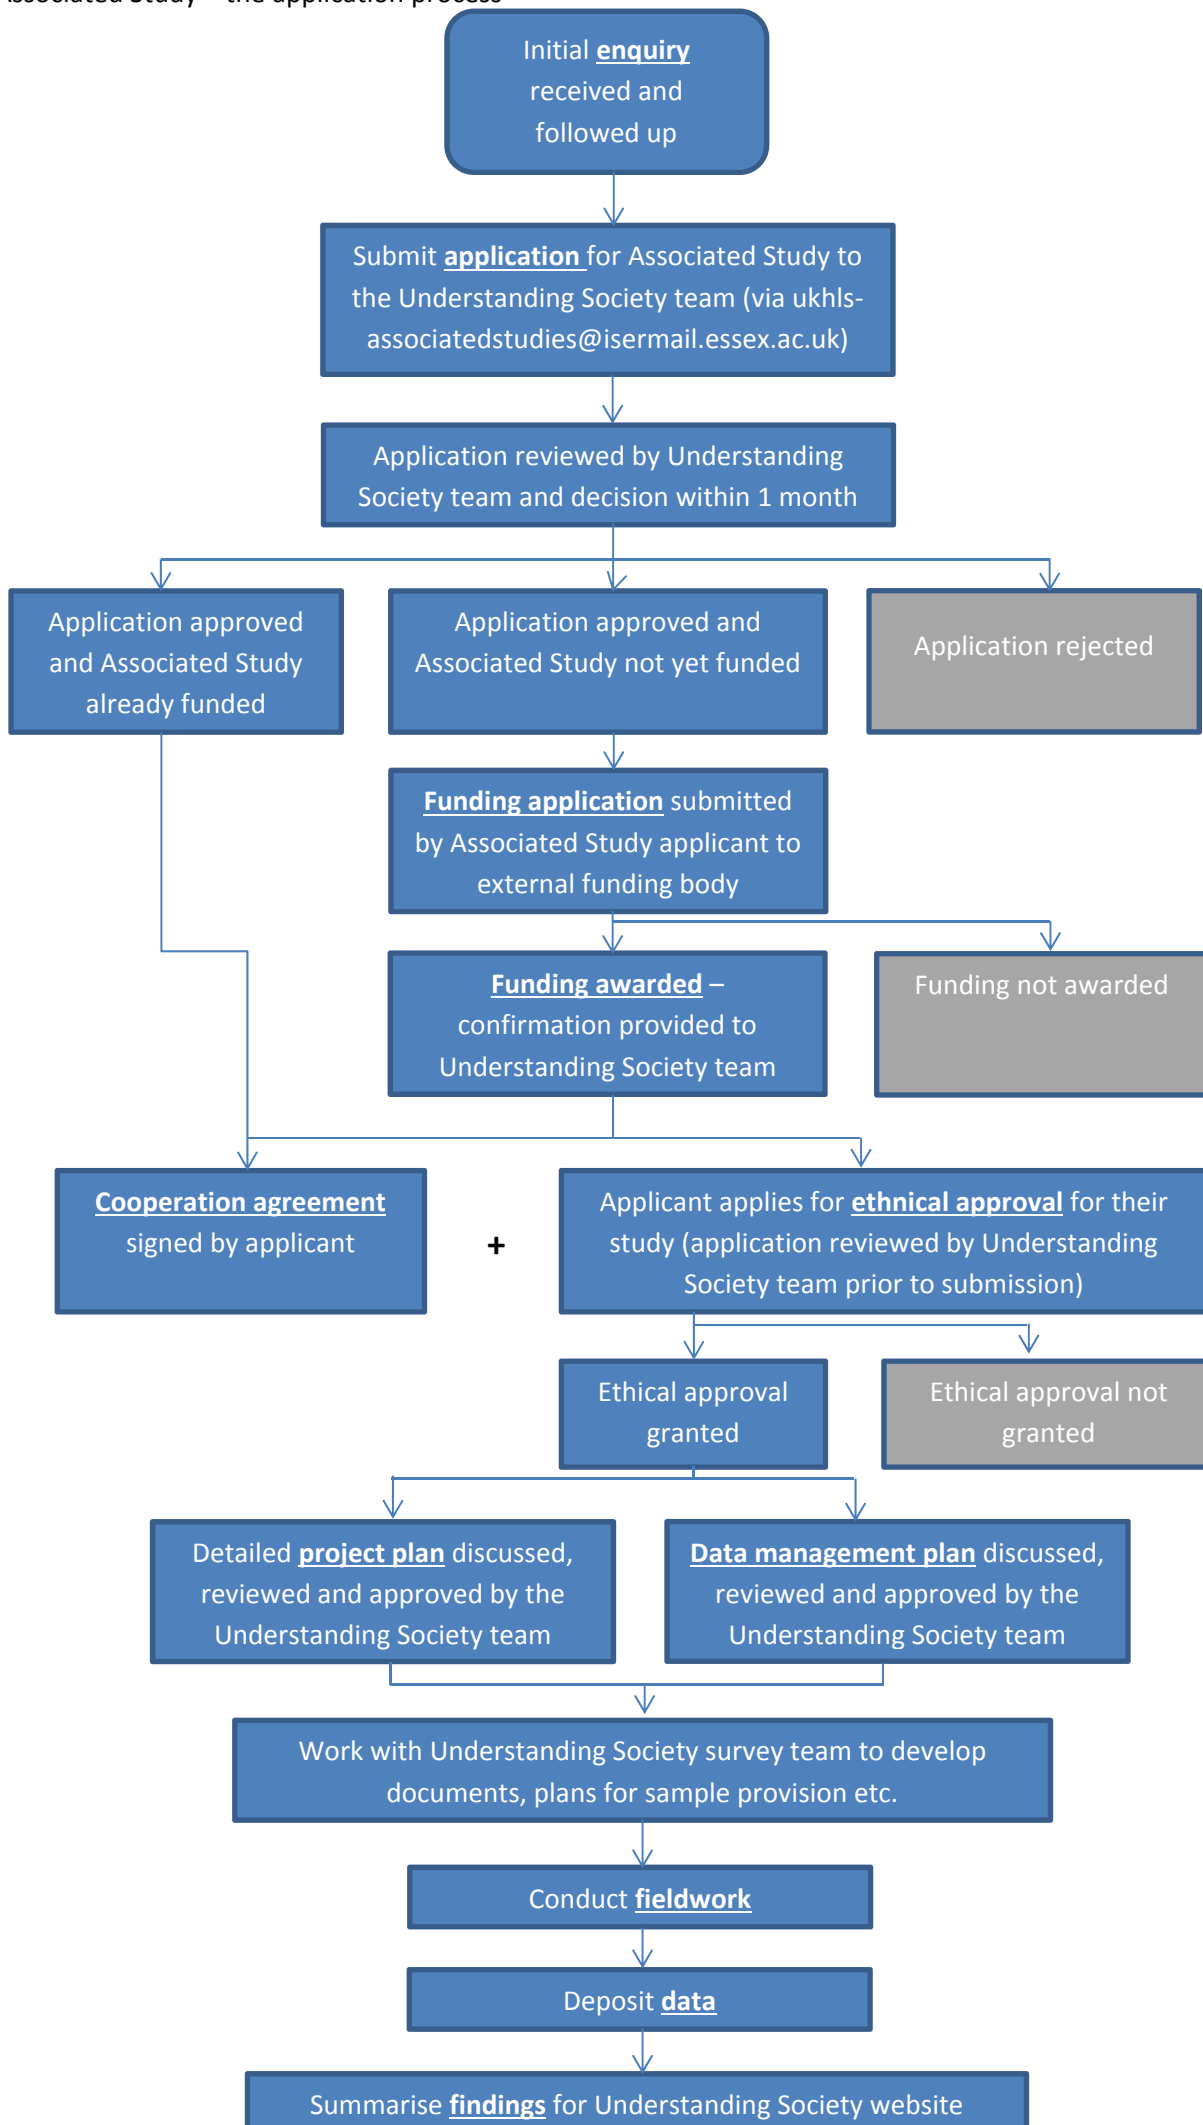 Associated Study – the application process
Initial enquiry
received and
followed up
Submit application for Associated Study to
the Understanding Society team (via ukhls-
associatedstudies@isermail.essex.ac.uk)
Application reviewed by Understanding
Society team and decision within 1 month
Application approved
and Associated Study
already funded
Application approved and
Associated Study not yet funded
Application rejected
Funding application submitted
by Associated Study applicant to
external funding body
Funding awarded –
confirmation provided to
Understanding Society team
Funding not awarded
Cooperation agreement
signed by applicant
+
Applicant applies for ethnical approval for their
study (application reviewed by Understanding
Society team prior to submission)
Ethical approval
granted
Ethical approval not
granted
Detailed project plan discussed,
reviewed and approved by the
Understanding Society team
Data management plan discussed,
reviewed and approved by the
Understanding Society team
Work with Understanding Society survey team to develop
documents, plans for sample provision etc.
Conduct fieldwork
Deposit data
Summarise findings for Understanding Society website